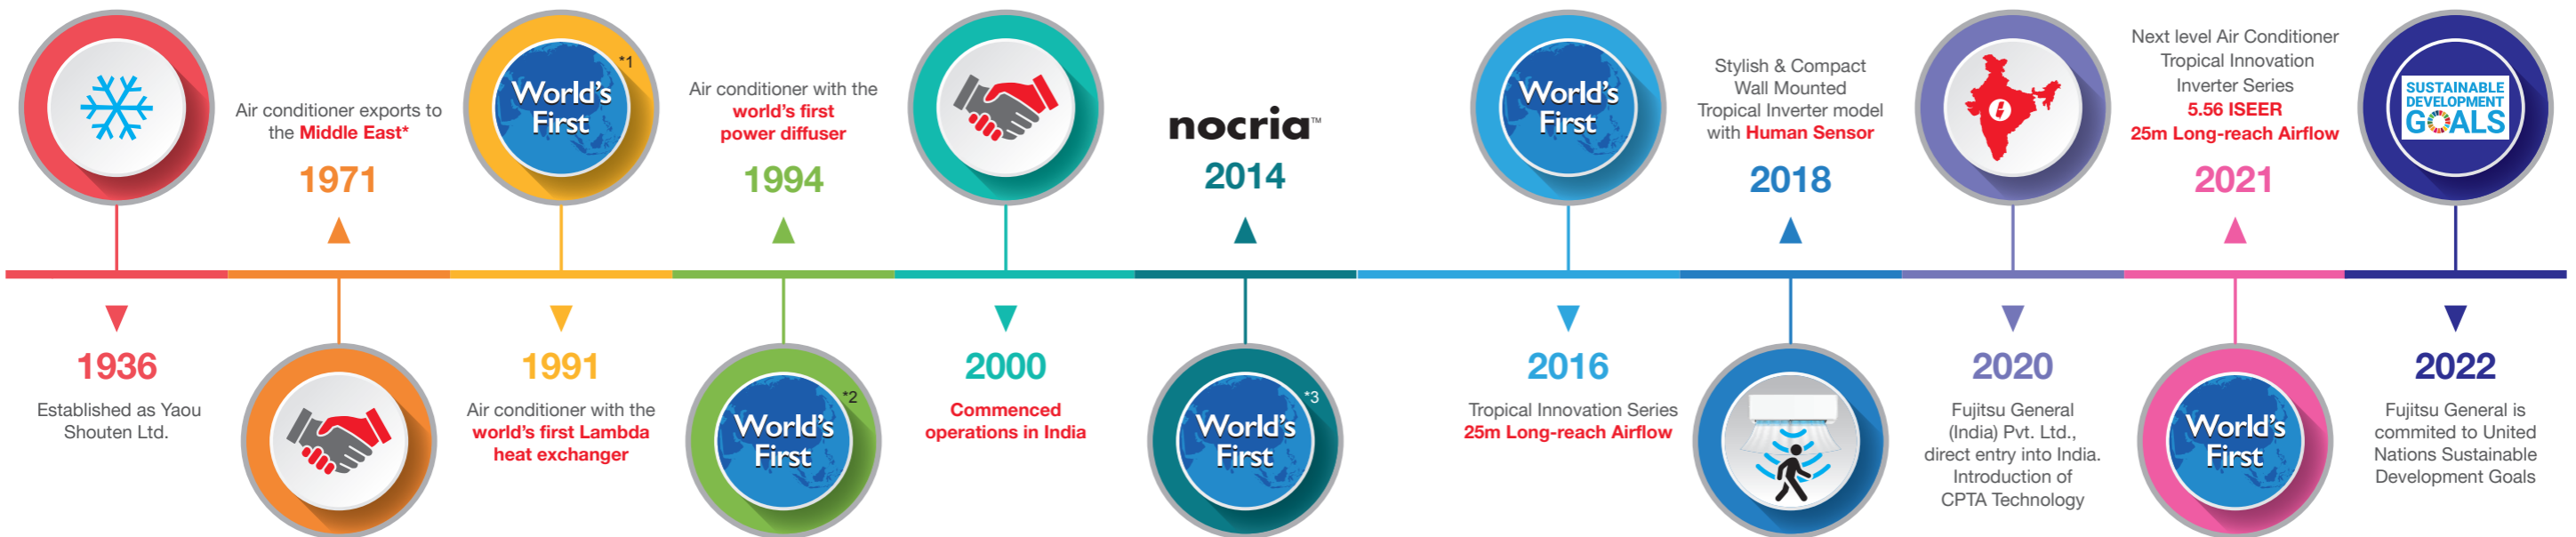 1936
Established as Yaou
Shouten Ltd.
Air conditioner exports to
the Middle East*
1971
World's
First
*1
1991
Air conditioner with the
world's first Lambda
heat exchanger
Air conditioner with the
world's first
power diffuser
1994
World's
First
*2
2000
Commenced
operations in India
nocria™
2014
World's
First
*3
World's
First
2016
Tropical Innovation Series
25m Long-reach Airflow
Stylish & Compact
Wall Mounted
Tropical Inverter model
with Human Sensor
2018
2020
Fujitsu General
(India) Pvt. Ltd.,
direct entry into India.
Introduction of
CPTA Technology
Next level Air Conditioner
Tropical Innovation
Inverter Series
5.56 ISEER
25m Long-reach Airflow
2021
World's
First
SUSTAINABLE
DEVELOPMENT
GOALS
2022
Fujitsu General is
commited to United
Nations Sustainable
Development Goals